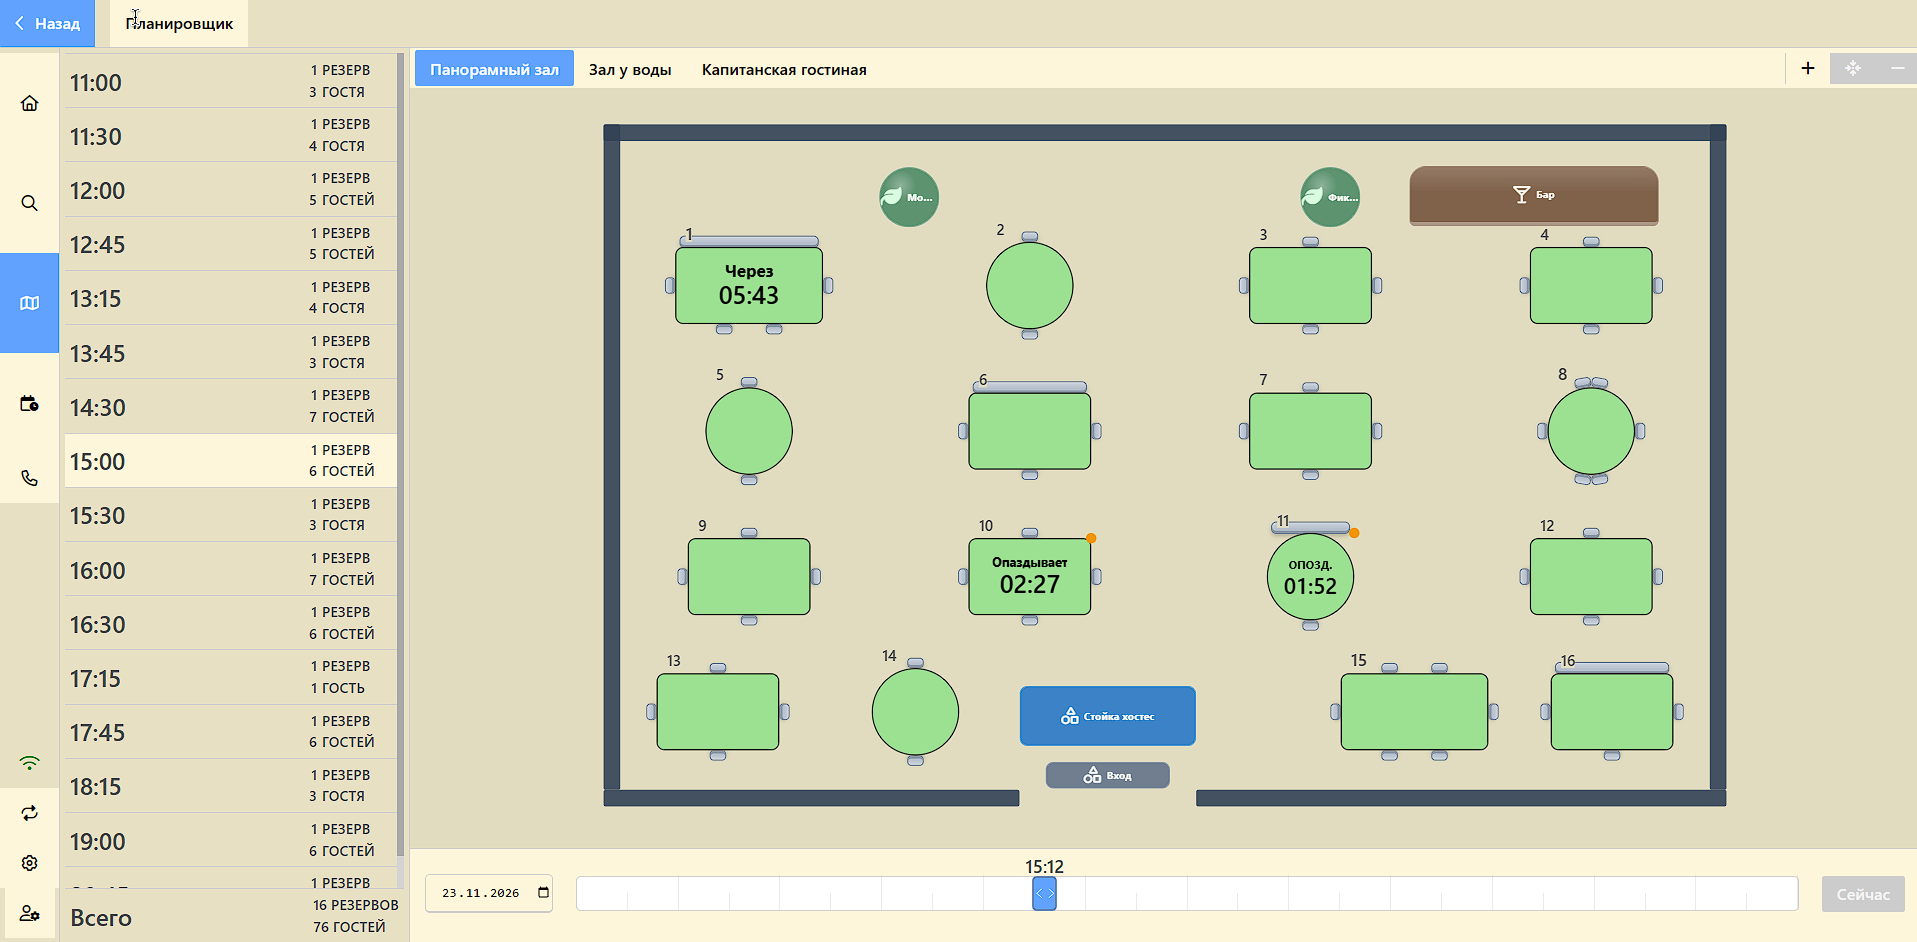 Назад
Планировщик
11:00
1 РЕЗЕРВ
3 ГОСТЯ
11:30
1 РЕЗЕРВ
4 ГОСТЯ
12:00
1 РЕЗЕРВ
5 ГОСТЕЙ
12:45
1 РЕЗЕРВ
5 ГОСТЕЙ
13:15
1 РЕЗЕРВ
4 ГОСТЯ
13:45
1 РЕЗЕРВ
3 ГОСТЯ
14:30
1 РЕЗЕРВ
7 ГОСТЕЙ
15:00
1 РЕЗЕРВ
6 ГОСТЕЙ
15:30
1 РЕЗЕРВ
3 ГОСТЯ
16:00
1 РЕЗЕРВ
7 ГОСТЕЙ
16:30
1 РЕЗЕРВ
6 ГОСТЕЙ
17:15
1 РЕЗЕРВ
1 ГОСТЬ
17:45
1 РЕЗЕРВ
6 ГОСТЕЙ
18:15
1 РЕЗЕРВ
3 ГОСТЯ
19:00
1 РЕЗЕРВ
6 ГОСТЕЙ
1 РЕЗЕРВ
Всего
16 РЕЗЕРВОВ
76 ГОСТЕЙ
Панорамный зал
Зал у воды
Капитанская гостиная
Мо...
Фик...
Бар
1
Через
05:43
2
3
4
5
6
7
8
9
10
Опаздывает
02:27
11
опозд.
01:52
12
13
14
15
16
Стойка хостес
Вход
15:12
23.11.2026
Сейчас